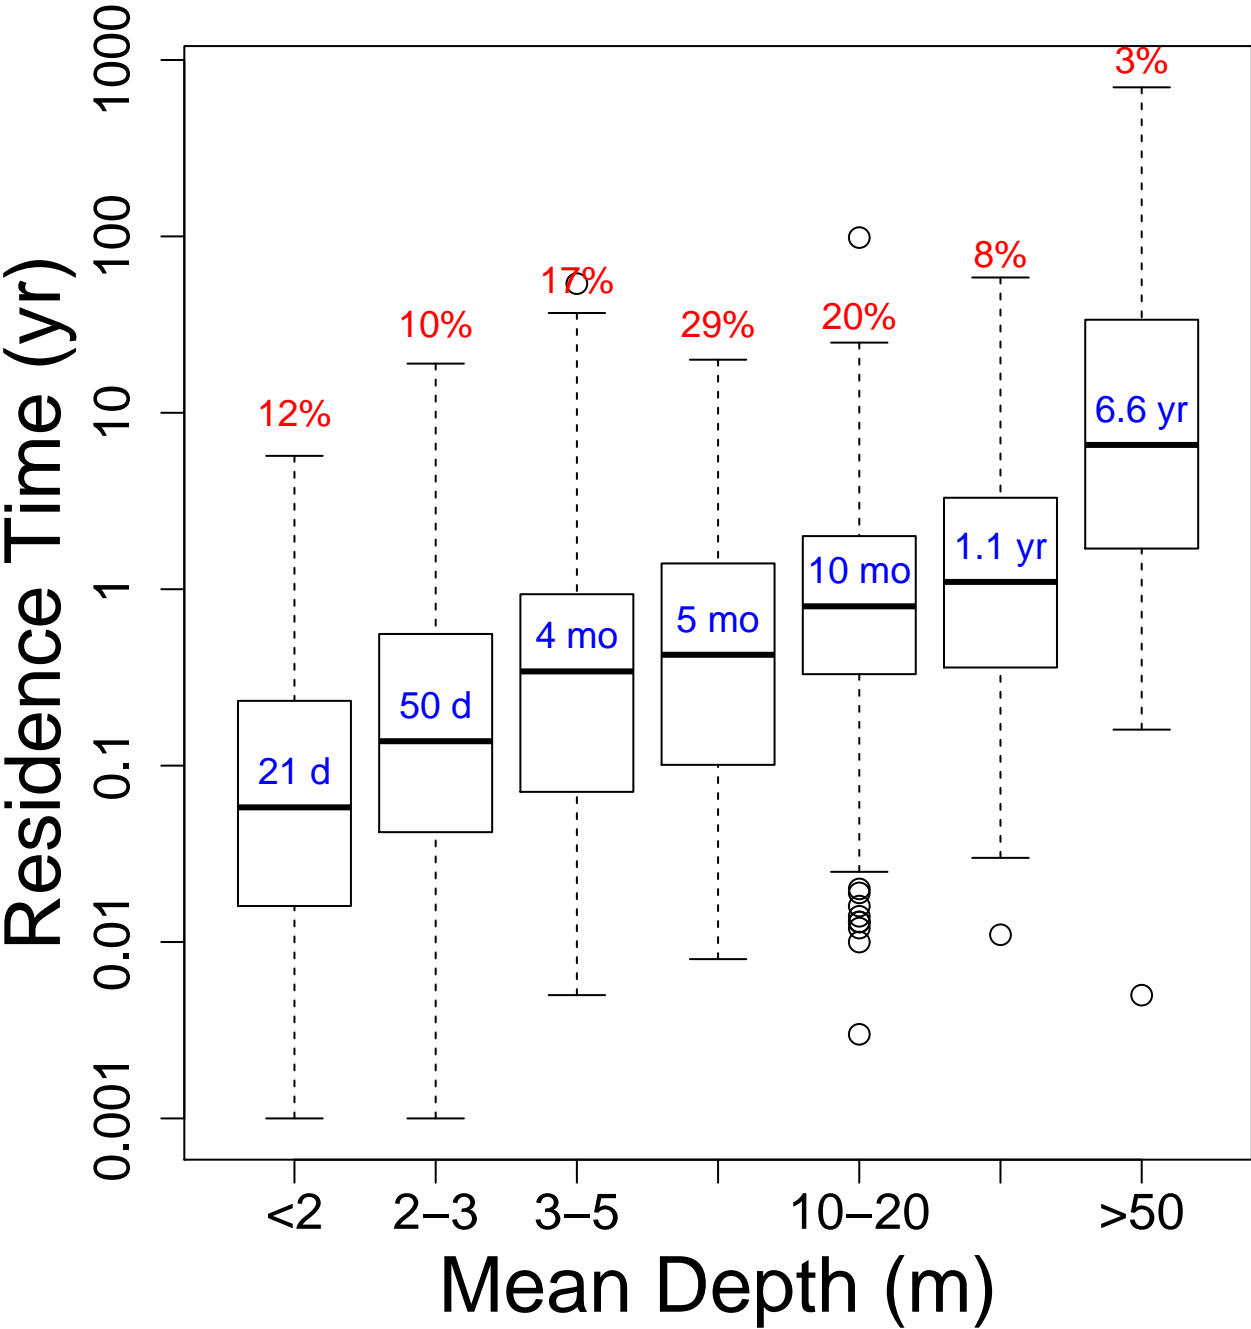 Residence Time (yr)
1000
100
10
1
0.1
0.01
0.001
12%
10%
17%
29%
20%
8%
3%
21 d
50 d
4 mo
5 mo
10 mo
1.1 yr
6.6 yr
<2
2–3
3–5
10–20
>50
Mean Depth (m)